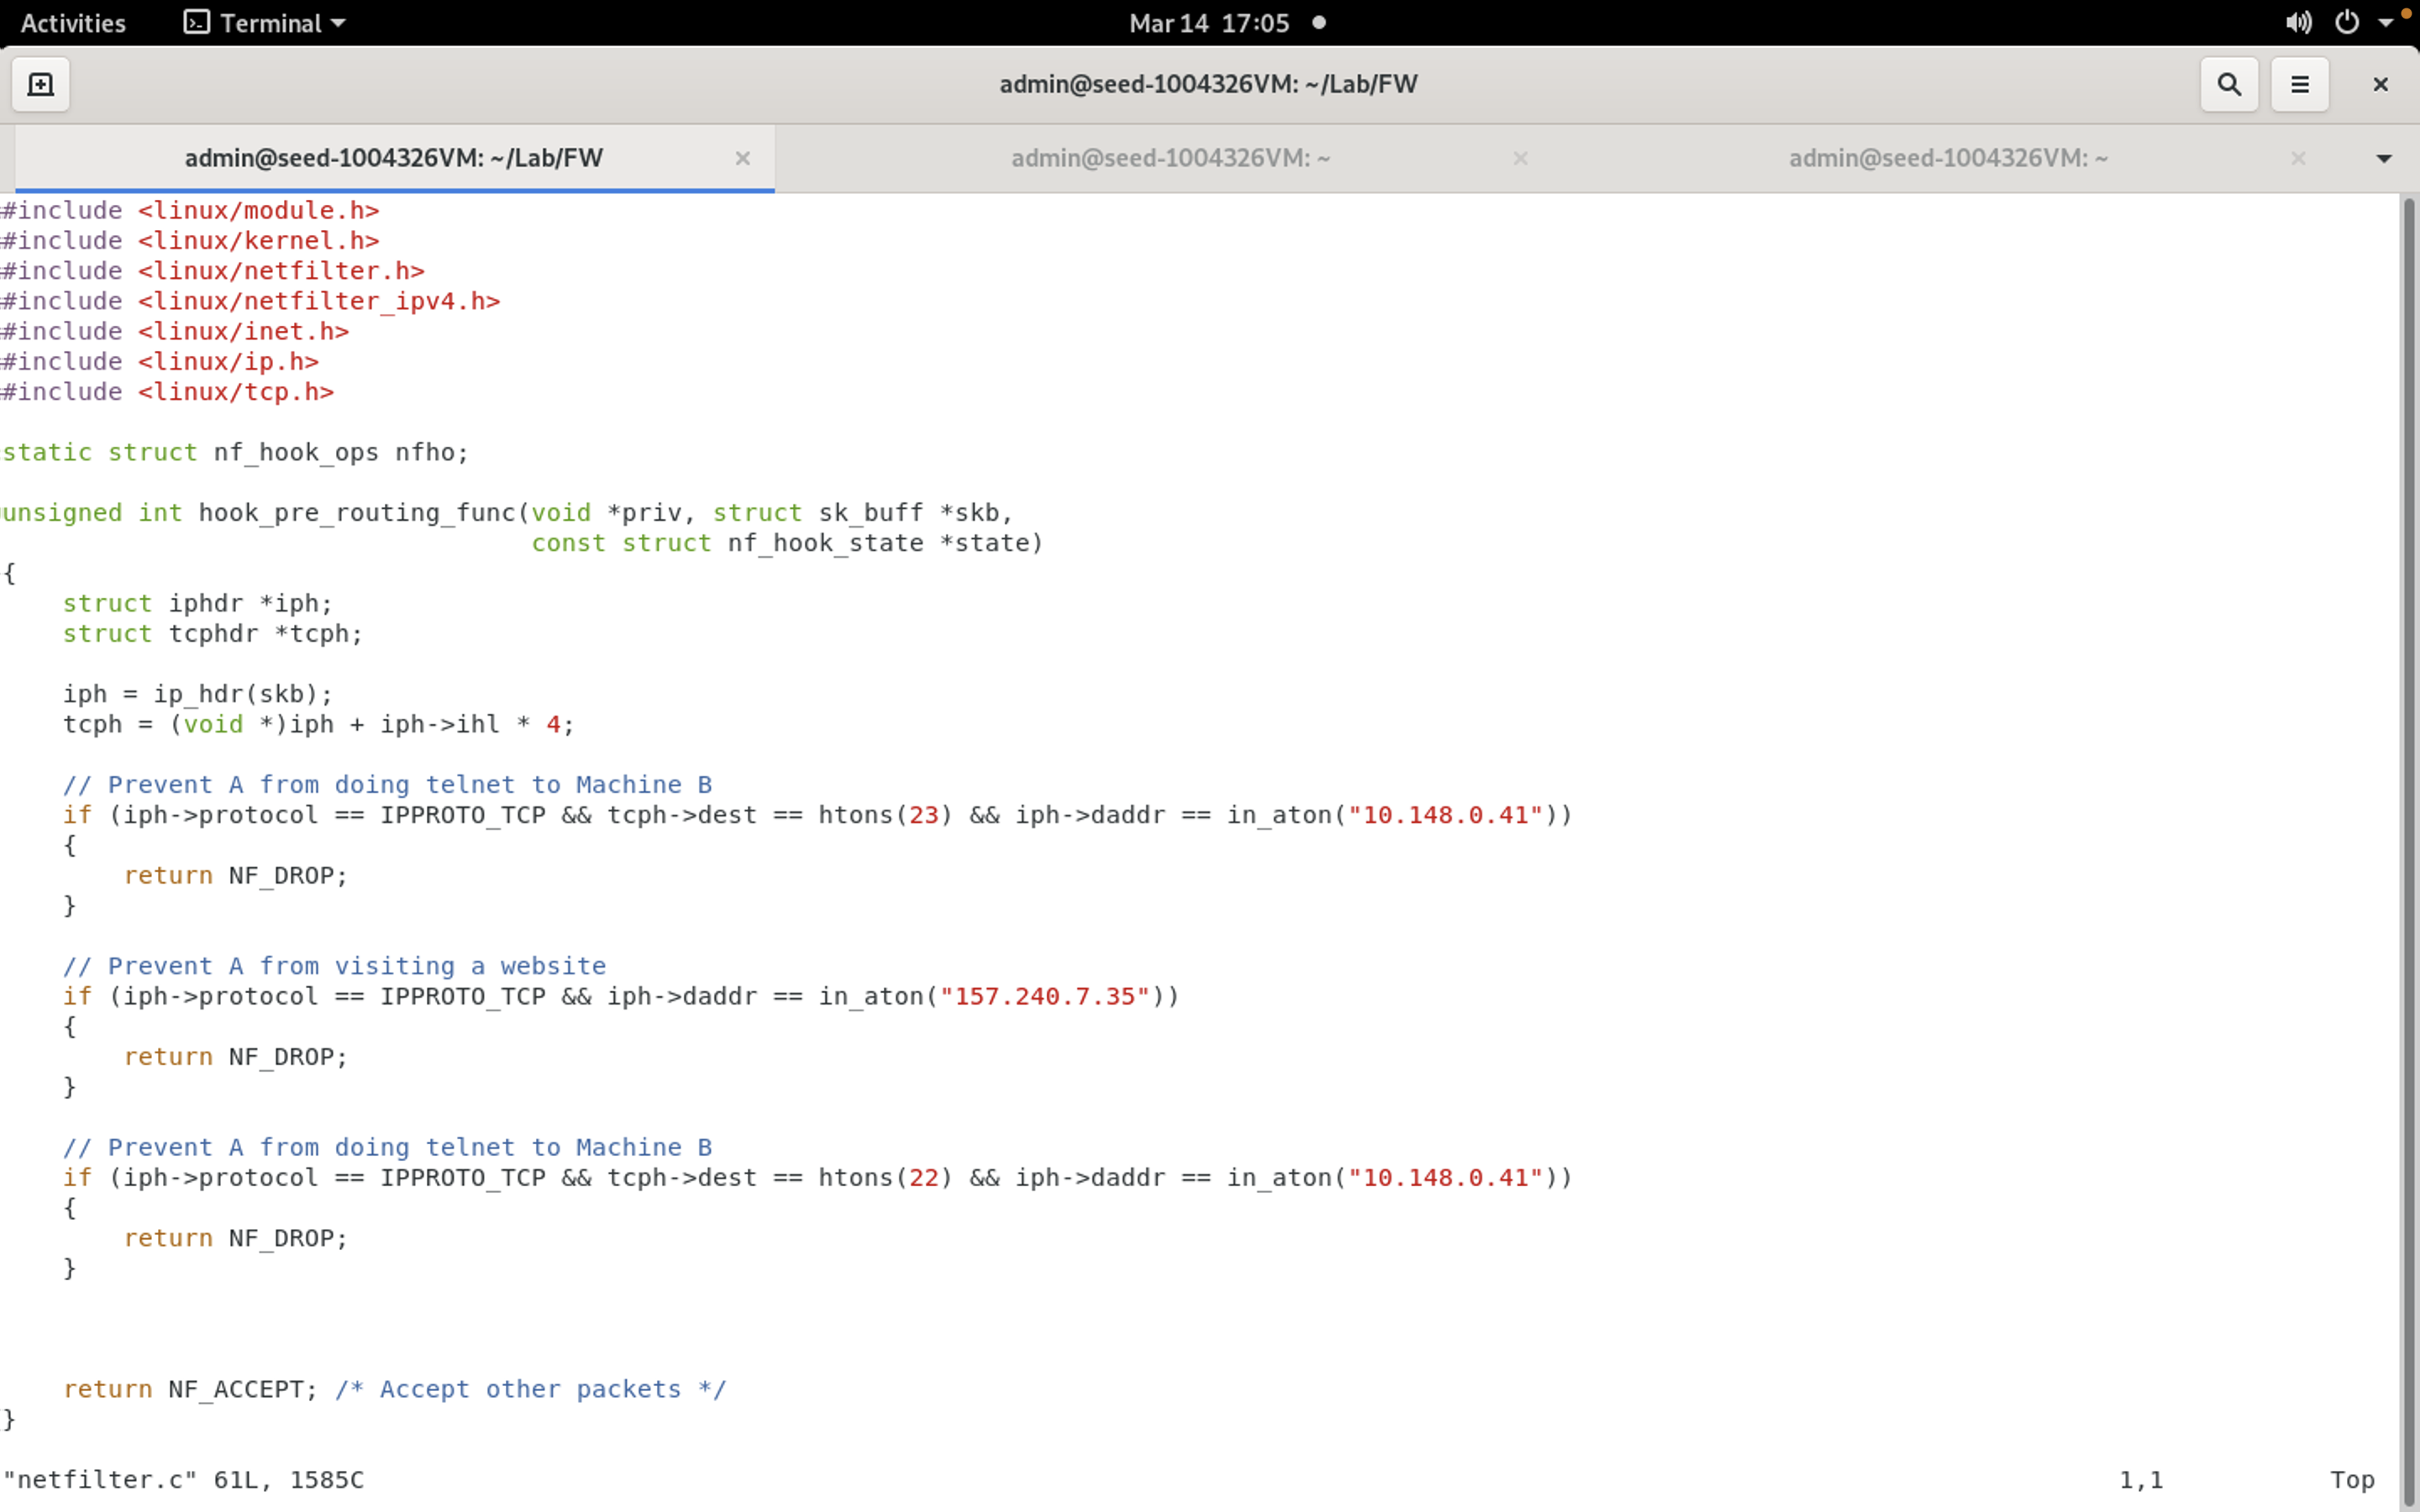 Activities Terminal Mar 14 17:05
admin@seed-1004326VM: ~/Lab/FW
admin@seed-1004326VM: ~/Lab/FW admin@seed-1004326VM: ~ admin@seed-1004326VM: ~
#include <linux/module.h>
#include <linux/kernel.h>
#include <linux/netfilter.h>
#include <linux/netfilter_ipv4.h>
#include <linux/inet.h>
#include <linux/ip.h>
#include <linux/tcp.h>
static struct nf_hook_ops nfho;
unsigned int hook_pre_routing_func(void *priv, struct sk_buff *skb,
const struct nf_hook_state *state)
{
struct iphdr *iph;
struct tcphdr *tcph;
iph = ip_hdr(skb);
tcph = (void *)iph + iph->ihl * 4;
// Prevent A from doing telnet to Machine B
if (iph->protocol == IPPROTO_TCP && tcph->dest == htons(23) && iph->daddr == in_aton("10.148.0.41"))
{
return NF_DROP;
}
// Prevent A from visiting a website
if (iph->protocol == IPPROTO_TCP && iph->daddr == in_aton("157.240.7.35"))
{
return NF_DROP;
}
// Prevent A from doing telnet to Machine B
if (iph->protocol == IPPROTO_TCP && tcph->dest == htons(22) && iph->daddr == in_aton("10.148.0.41"))
{
return NF_DROP;
}
return NF_ACCEPT; /* Accept other packets */
}
"netfilter.c" 61L, 1585C 1,1 Top